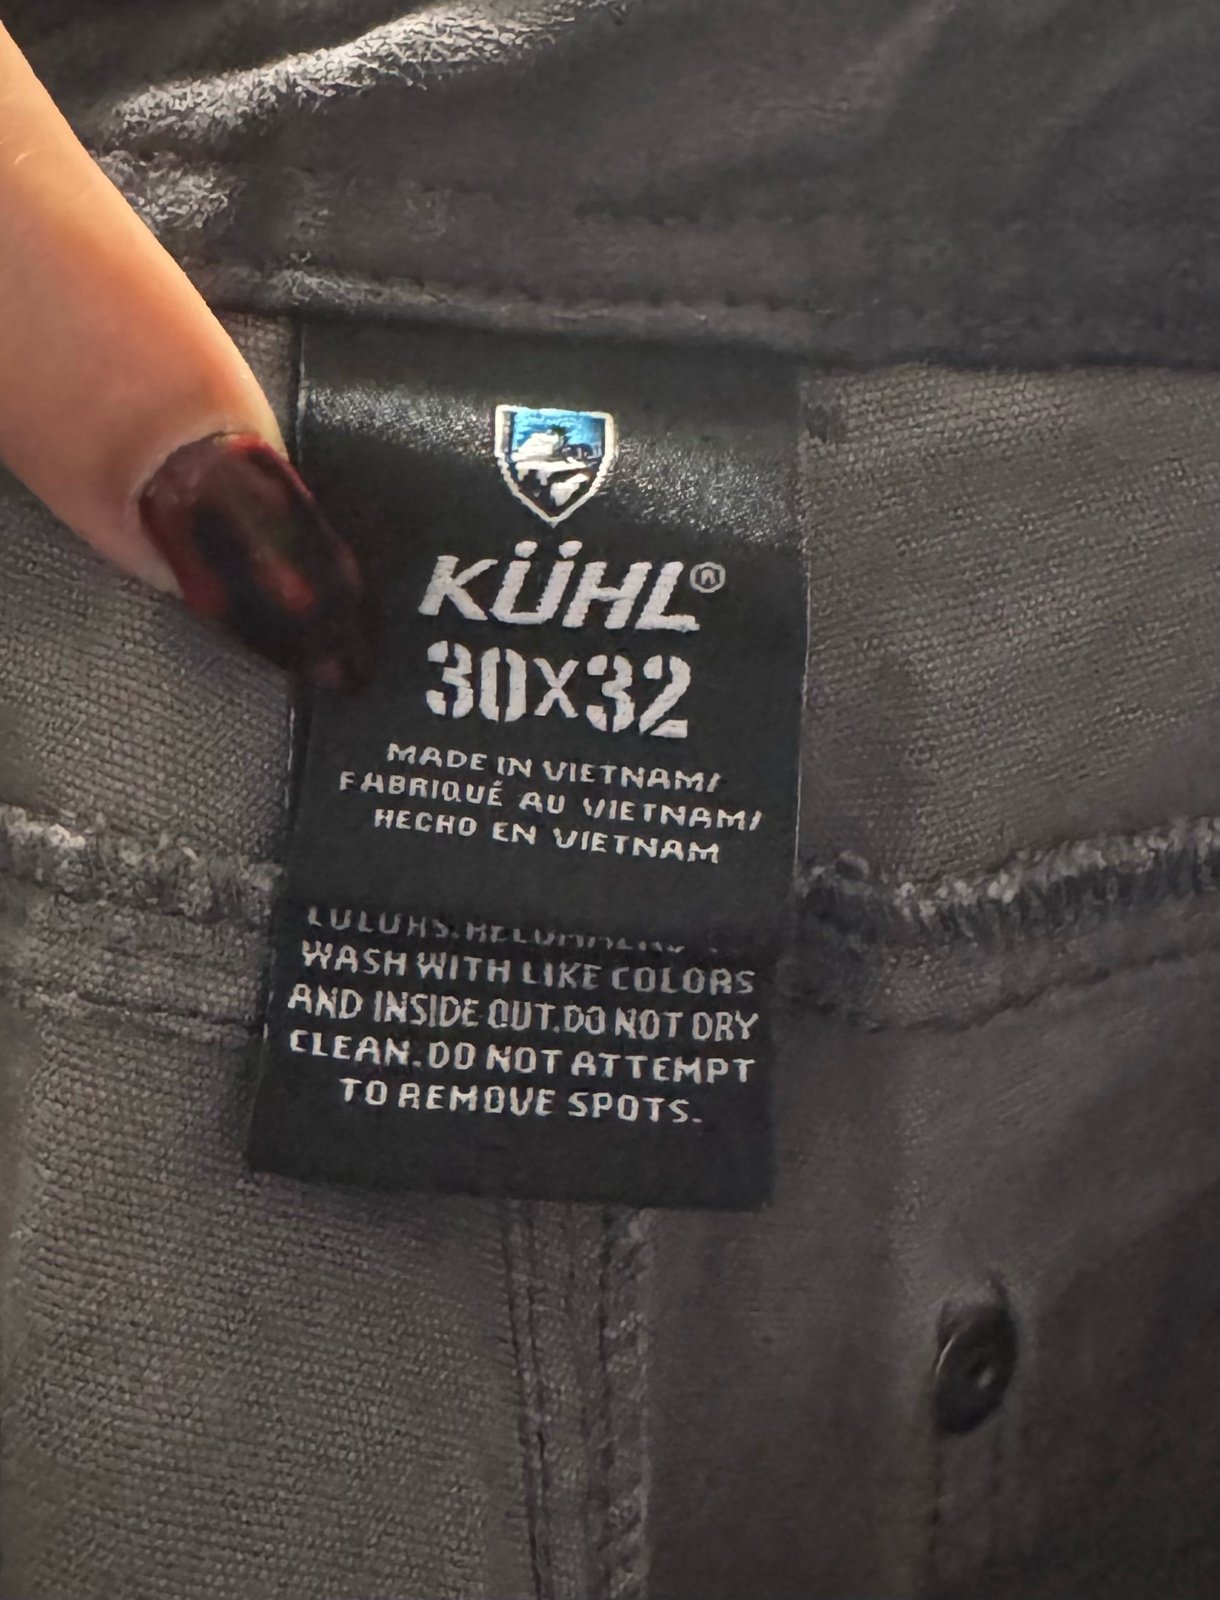 KÜHL®
30X32
MADE IN VIETNAM/
FABRIQUÉ AU VIETNAM/
HECHO EN VIETNAM
WASH WITH LIKE COLORS
AND INSIDE OUT.DO NOT DRY
CLEAN.DO NOT ATTEMPT
TO REMOVE SPOTS.